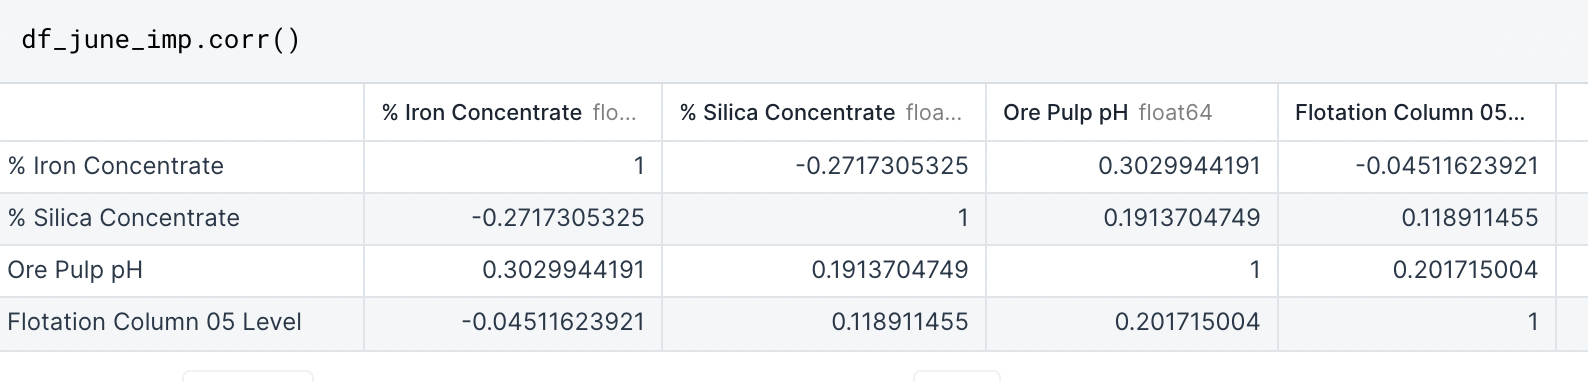 df_june_imp.corr()
% Iron Concentrate flo... % Silica Concentrate floa... Ore Pulp pH float64 Flotation Column 05...
% Iron Concentrate 1 -0.2717305325 0.3029944191 -0.04511623921
% Silica Concentrate -0.2717305325 1 0.1913704749 0.118911455
Ore Pulp pH 0.3029944191 0.1913704749 1 0.201715004
Flotation Column 05 Level -0.04511623921 0.118911455 0.201715004 1